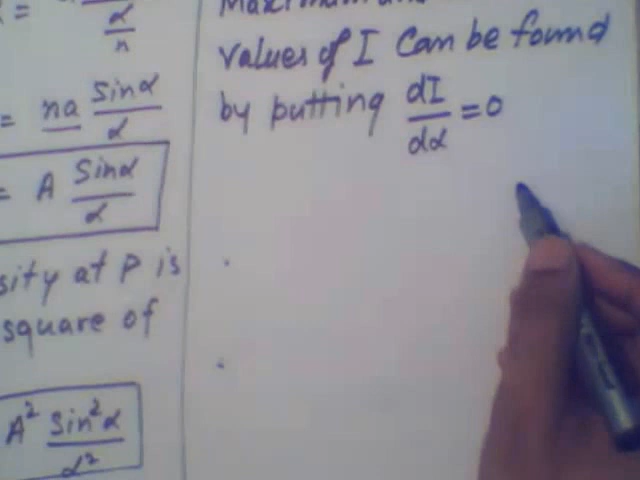 =
α
n
= na Sinα
α
= A Sinα
α
sity at P is
square of
A² Sin²α
α²
values of I can be found
by putting dI = 0
dα